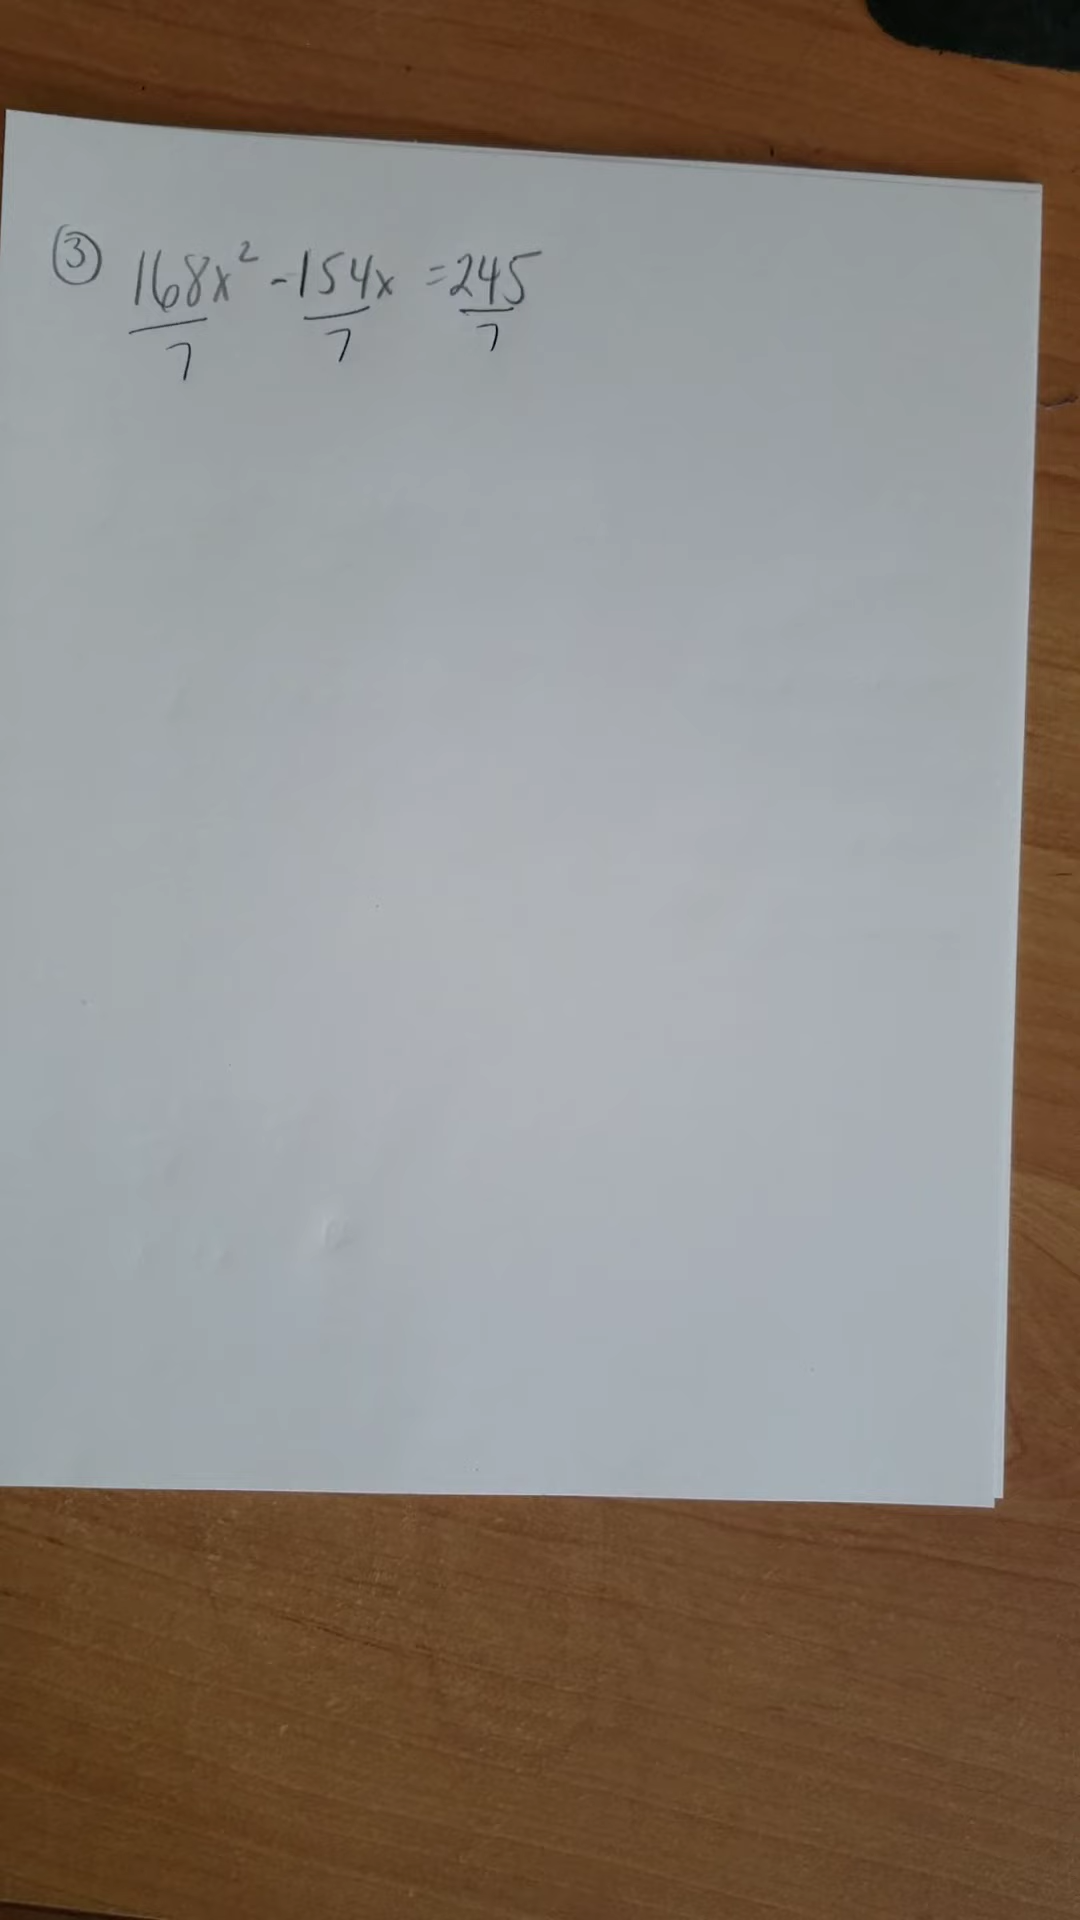 ③ 168x² - 154x = 245
7 7 7